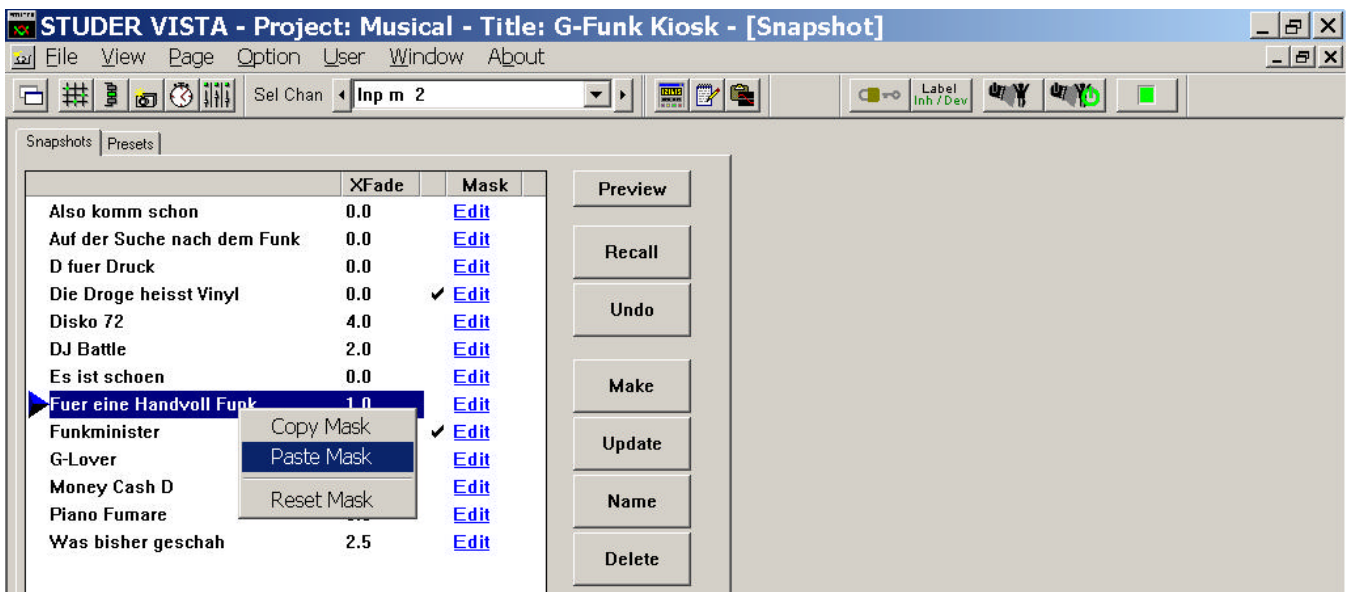 STUDER VISTA - Project: Musical - Title: G-Funk Kiosk - [Snapshot]
File View Page Option User Window About
Sel Chan Inp m 2 Label
Inh / Dev
Snapshots Presets
XFade Mask
Also komm schon 0.0 Edit
Auf der Suche nach dem Funk 0.0 Edit
D fuer Druck 0.0 Edit
Die Droge heisst Vinyl 0.0 ✔ Edit
Disko 72 4.0 Edit
DJ Battle 2.0 Edit
Es ist schoen 0.0 Edit
Fuer eine Handvoll Funk 1.0 Edit
Funkminister ✔ Edit
G-Lover Edit
Money Cash D Edit
Piano Fumare Edit
Was bisher geschah 2.5 Edit
Copy Mask
Paste Mask
Reset Mask
Preview
Recall
Undo
Make
Update
Name
Delete